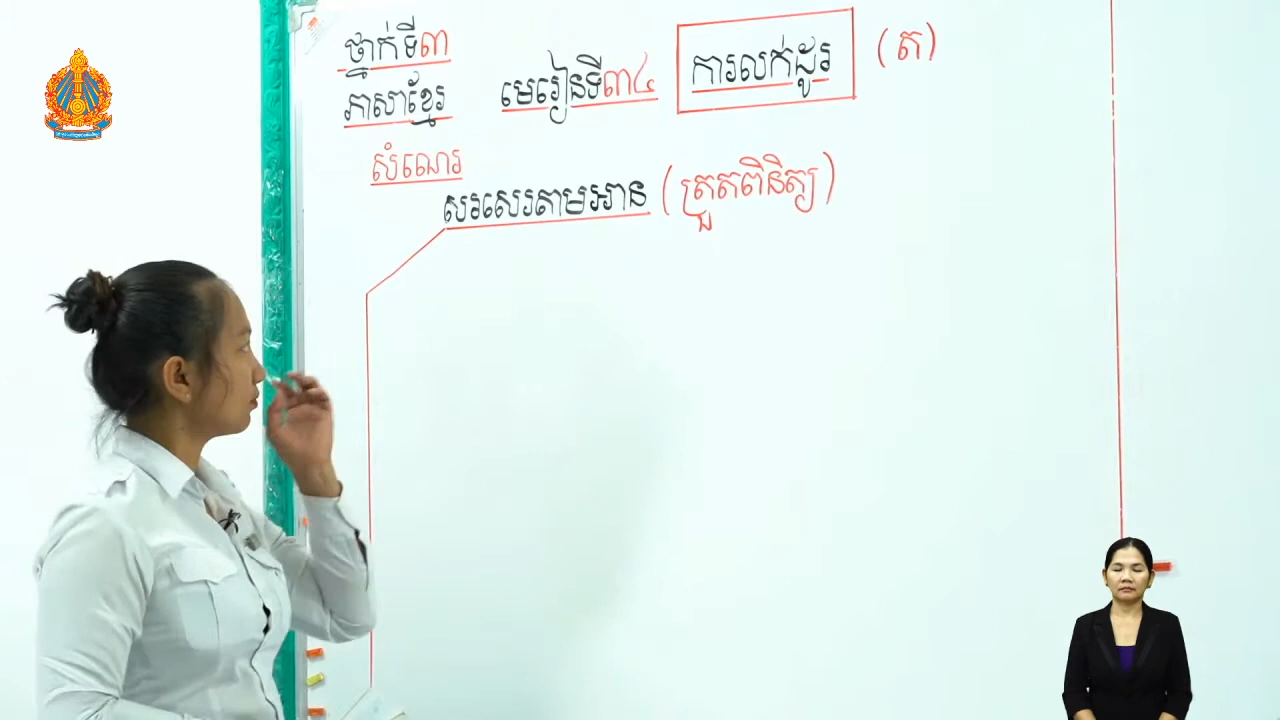 ថ្នាក់ទី៣
ភាសាខ្មែរ
មេរៀនទី៣៤ ការលក់ដូរ (ត)
សំណេរ
សរសេរតាមអាន (ត្រួតពិនិត្យ)